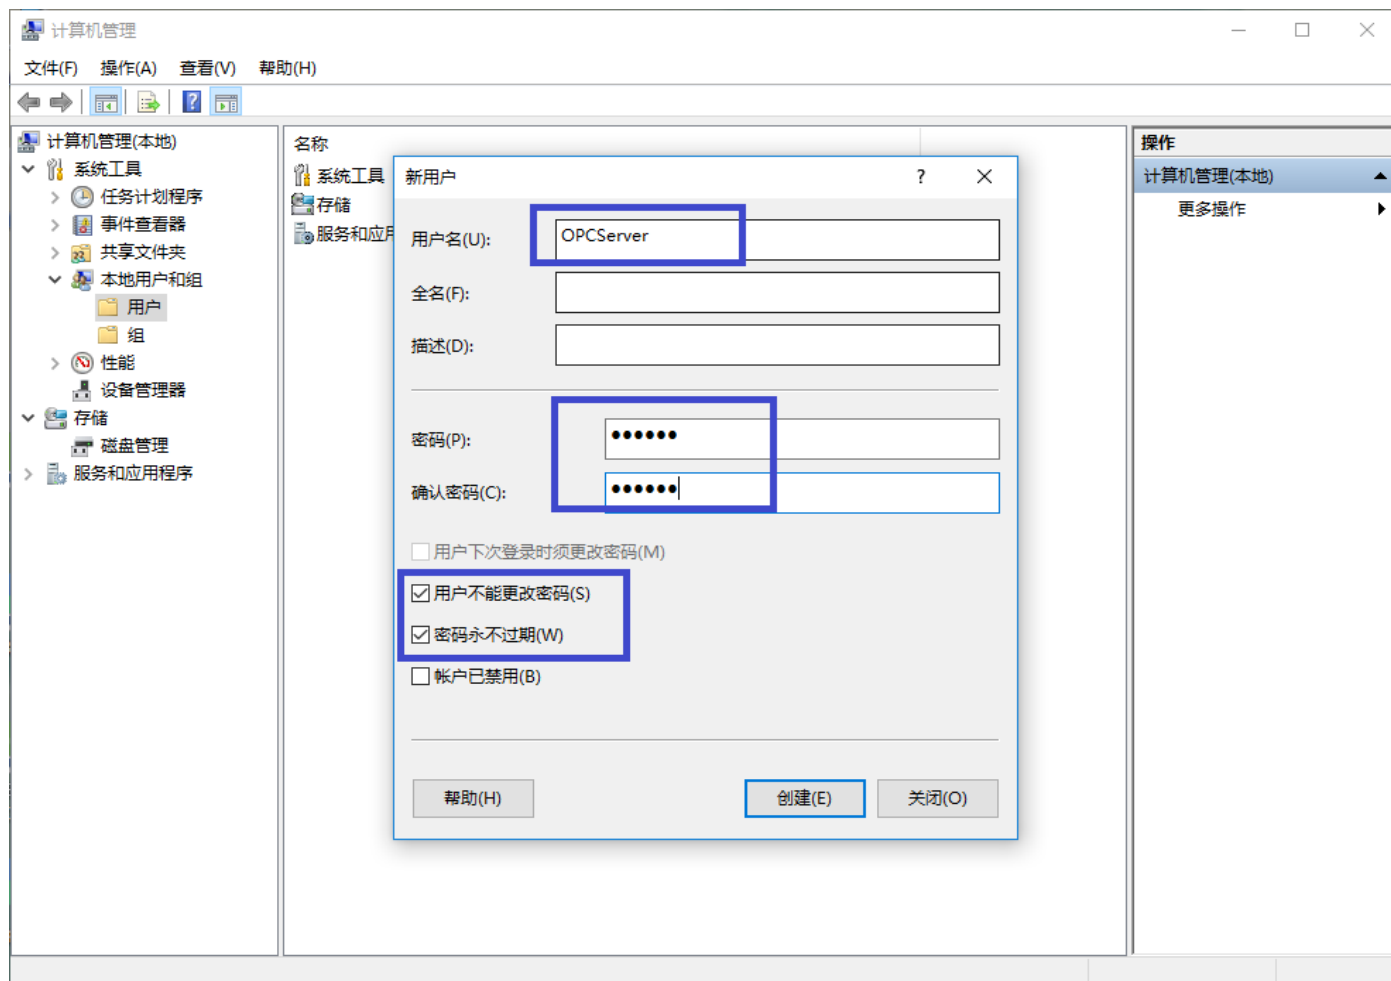 计算机管理
文件(F) 操作(A) 查看(V) 帮助(H)
计算机管理(本地)
系统工具
任务计划程序
事件查看器
共享文件夹
本地用户和组
用户
组
性能
设备管理器
存储
磁盘管理
服务和应用程序
名称
系统工具
存储
服务和应用
新用户
用户名(U): OPCServer
全名(F):
描述(D):
密码(P): ●●●●●●
确认密码(C): ●●●●●●
用户下次登录时须更改密码(M)
用户不能更改密码(S)
密码永不过期(W)
帐户已禁用(B)
帮助(H) 创建(E) 关闭(O)
操作
计算机管理(本地)
更多操作